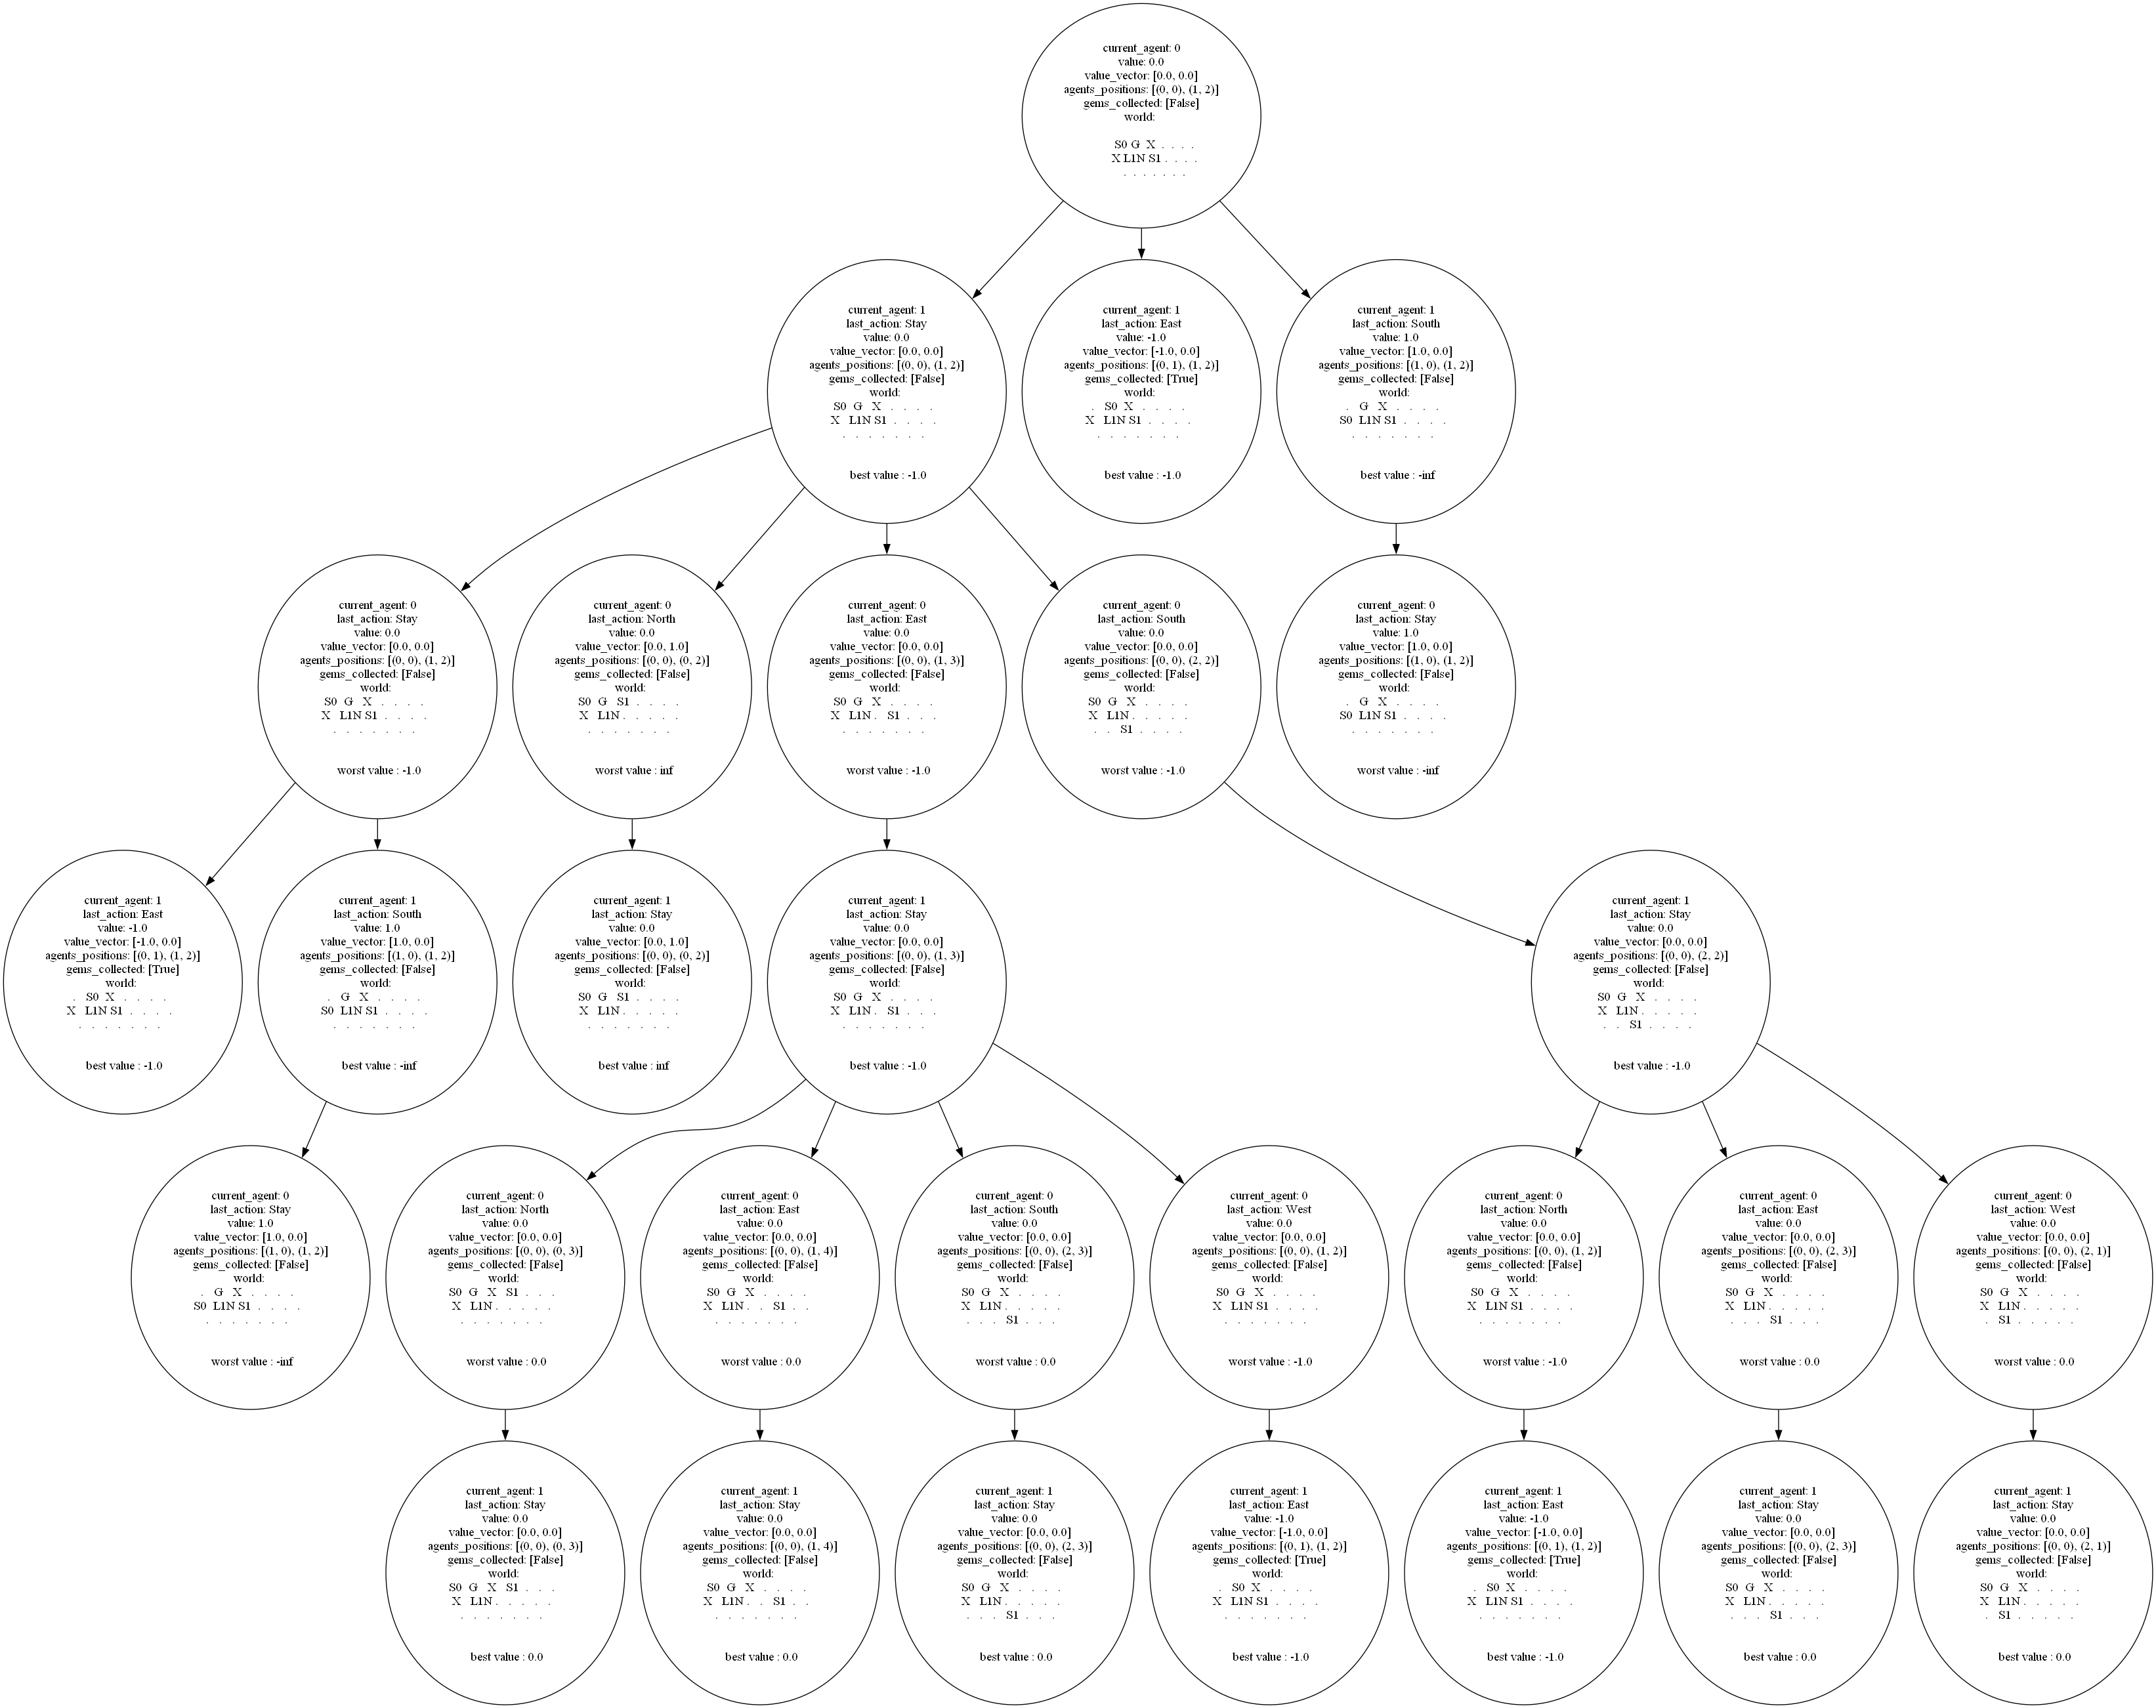 current_agent: 0
value: 0.0
value_vector: [0.0, 0.0]
agents_positions: [(0, 0), (1, 2)]
gems_collected: [False]
world:
S0 G X . . . .
X L1N S1 . . . .
. . . . . . .
current_agent: 1
last_action: Stay
value: 0.0
value_vector: [0.0, 0.0]
agents_positions: [(0, 0), (1, 2)]
gems_collected: [False]
world:
S0 G X . . . .
X L1N S1 . . . .
. . . . . . .
best value : -1.0
current_agent: 1
last_action: East
value: -1.0
value_vector: [-1.0, 0.0]
agents_positions: [(0, 1), (1, 2)]
gems_collected: [True]
world:
. S0 X . . . .
X L1N S1 . . . .
. . . . . . .
best value : -1.0
current_agent: 1
last_action: South
value: 1.0
value_vector: [1.0, 0.0]
agents_positions: [(1, 0), (1, 2)]
gems_collected: [False]
world:
. G X . . . .
S0 L1N S1 . . . .
. . . . . . .
best value : -inf
current_agent: 0
last_action: Stay
value: 0.0
value_vector: [0.0, 0.0]
agents_positions: [(0, 0), (1, 2)]
gems_collected: [False]
world:
S0 G X . . . .
X L1N S1 . . . .
. . . . . . .
worst value : -1.0
current_agent: 0
last_action: North
value: 0.0
value_vector: [0.0, 1.0]
agents_positions: [(0, 0), (0, 2)]
gems_collected: [False]
world:
S0 G S1 . . . .
X L1N . . . . .
. . . . . . .
worst value : inf
current_agent: 0
last_action: East
value: 0.0
value_vector: [0.0, 0.0]
agents_positions: [(0, 0), (1, 3)]
gems_collected: [False]
world:
S0 G X . . . .
X L1N . S1 . . .
. . . . . . .
worst value : -1.0
current_agent: 0
last_action: South
value: 0.0
value_vector: [0.0, 0.0]
agents_positions: [(0, 0), (2, 2)]
gems_collected: [False]
world:
S0 G X . . . .
X L1N . . . . .
. . S1 . . . .
worst value : -1.0
current_agent: 0
last_action: Stay
value: 1.0
value_vector: [1.0, 0.0]
agents_positions: [(1, 0), (1, 2)]
gems_collected: [False]
world:
. G X . . . .
S0 L1N S1 . . . .
. . . . . . .
worst value : -inf
current_agent: 1
last_action: East
value: -1.0
value_vector: [-1.0, 0.0]
agents_positions: [(0, 1), (1, 2)]
gems_collected: [True]
world:
. S0 X . . . .
X L1N S1 . . . .
. . . . . . .
best value : -1.0
current_agent: 1
last_action: South
value: 1.0
value_vector: [1.0, 0.0]
agents_positions: [(1, 0), (1, 2)]
gems_collected: [False]
world:
. G X . . . .
S0 L1N S1 . . . .
. . . . . . .
best value : -inf
current_agent: 1
last_action: Stay
value: 0.0
value_vector: [0.0, 1.0]
agents_positions: [(0, 0), (0, 2)]
gems_collected: [False]
world:
S0 G S1 . . . .
X L1N . . . . .
. . . . . . .
best value : inf
current_agent: 1
last_action: Stay
value: 0.0
value_vector: [0.0, 0.0]
agents_positions: [(0, 0), (1, 3)]
gems_collected: [False]
world:
S0 G X . . . .
X L1N . S1 . . .
. . . . . . .
best value : -1.0
current_agent: 1
last_action: Stay
value: 0.0
value_vector: [0.0, 0.0]
agents_positions: [(0, 0), (2, 2)]
gems_collected: [False]
world:
S0 G X . . . .
X L1N . . . . .
. . S1 . . . .
best value : -1.0
current_agent: 0
last_action: Stay
value: 1.0
value_vector: [1.0, 0.0]
agents_positions: [(1, 0), (1, 2)]
gems_collected: [False]
world:
. G X . . . .
S0 L1N S1 . . . .
. . . . . . .
worst value : -inf
current_agent: 0
last_action: North
value: 0.0
value_vector: [0.0, 0.0]
agents_positions: [(0, 0), (0, 3)]
gems_collected: [False]
world:
S0 G X S1 . . .
X L1N . . . . .
. . . . . . .
worst value : 0.0
current_agent: 0
last_action: East
value: 0.0
value_vector: [0.0, 0.0]
agents_positions: [(0, 0), (1, 4)]
gems_collected: [False]
world:
S0 G X . . . .
X L1N . . S1 . .
. . . . . . .
worst value : 0.0
current_agent: 0
last_action: South
value: 0.0
value_vector: [0.0, 0.0]
agents_positions: [(0, 0), (2, 3)]
gems_collected: [False]
world:
S0 G X . . . .
X L1N . . . . .
. . . S1 . . .
worst value : 0.0
current_agent: 0
last_action: West
value: 0.0
value_vector: [0.0, 0.0]
agents_positions: [(0, 0), (1, 2)]
gems_collected: [False]
world:
S0 G X . . . .
X L1N S1 . . . .
. . . . . . .
worst value : -1.0
current_agent: 0
last_action: North
value: 0.0
value_vector: [0.0, 0.0]
agents_positions: [(0, 0), (1, 2)]
gems_collected: [False]
world:
S0 G X . . . .
X L1N S1 . . . .
. . . . . . .
worst value : -1.0
current_agent: 0
last_action: East
value: 0.0
value_vector: [0.0, 0.0]
agents_positions: [(0, 0), (2, 3)]
gems_collected: [False]
world:
S0 G X . . . .
X L1N . . . . .
. . . S1 . . .
worst value : 0.0
current_agent: 0
last_action: West
value: 0.0
value_vector: [0.0, 0.0]
agents_positions: [(0, 0), (2, 1)]
gems_collected: [False]
world:
S0 G X . . . .
X L1N . . . . .
. S1 . . . . .
worst value : 0.0
current_agent: 1
last_action: Stay
value: 0.0
value_vector: [0.0, 0.0]
agents_positions: [(0, 0), (0, 3)]
gems_collected: [False]
world:
S0 G X S1 . . .
X L1N . . . . .
. . . . . . .
best value : 0.0
current_agent: 1
last_action: Stay
value: 0.0
value_vector: [0.0, 0.0]
agents_positions: [(0, 0), (1, 4)]
gems_collected: [False]
world:
S0 G X . . . .
X L1N . . S1 . .
. . . . . . .
best value : 0.0
current_agent: 1
last_action: Stay
value: 0.0
value_vector: [0.0, 0.0]
agents_positions: [(0, 0), (2, 3)]
gems_collected: [False]
world:
S0 G X . . . .
X L1N . . . . .
. . . S1 . . .
best value : 0.0
current_agent: 1
last_action: East
value: -1.0
value_vector: [-1.0, 0.0]
agents_positions: [(0, 1), (1, 2)]
gems_collected: [True]
world:
. S0 X . . . .
X L1N S1 . . . .
. . . . . . .
best value : -1.0
current_agent: 1
last_action: East
value: -1.0
value_vector: [-1.0, 0.0]
agents_positions: [(0, 1), (1, 2)]
gems_collected: [True]
world:
. S0 X . . . .
X L1N S1 . . . .
. . . . . . .
best value : -1.0
current_agent: 1
last_action: Stay
value: 0.0
value_vector: [0.0, 0.0]
agents_positions: [(0, 0), (2, 3)]
gems_collected: [False]
world:
S0 G X . . . .
X L1N . . . . .
. . . S1 . . .
best value : 0.0
current_agent: 1
last_action: Stay
value: 0.0
value_vector: [0.0, 0.0]
agents_positions: [(0, 0), (2, 1)]
gems_collected: [False]
world:
S0 G X . . . .
X L1N . . . . .
. S1 . . . . .
best value : 0.0